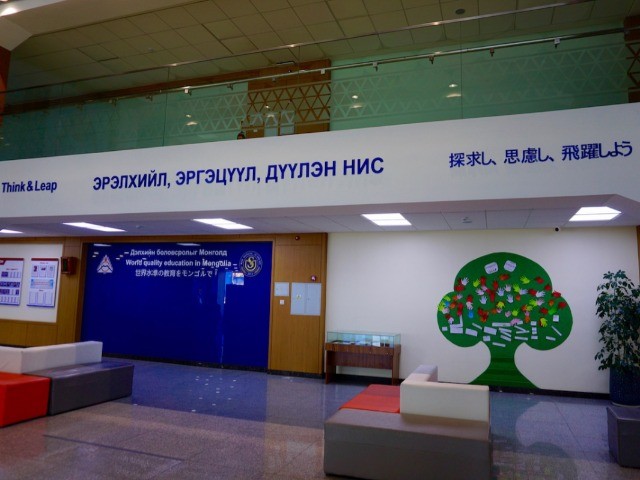 Think & Leap
ЭРЭЛХИЙЛ, ЭРГЭЦҮҮЛ, ДҮҮЛЭН НИС
探求し、思慮し、飛躍しよう
Дэлхийн боловсролыг Монголд
World quality education in Mongolia
世界水準の教育をモンゴルで